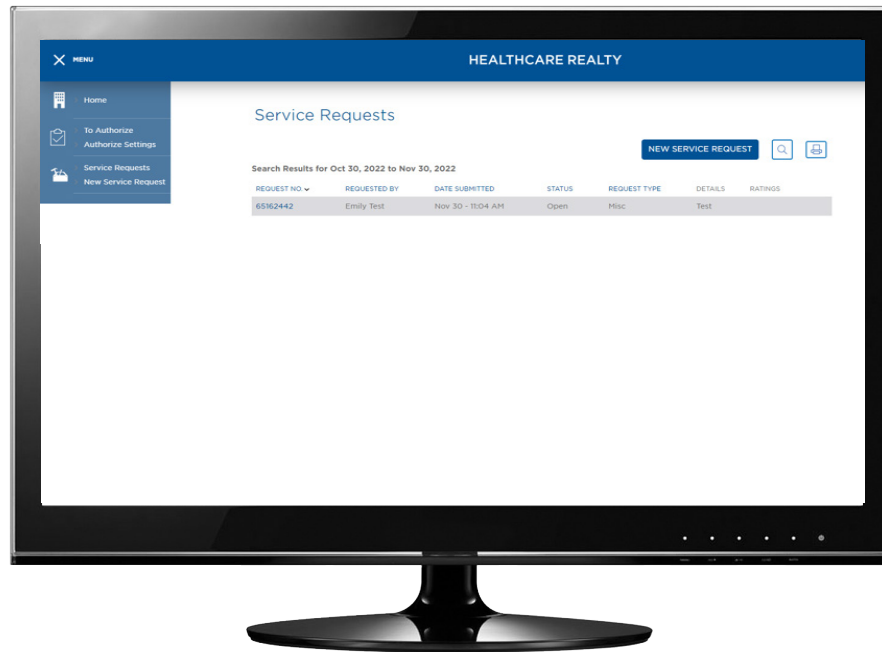 MENU
HEALTHCARE REALTY
Home
To Authorize
Authorize Settings
Service Requests
New Service Request
Service Requests
NEW SERVICE REQUEST
Search Results for Oct 30, 2022 to Nov 30, 2022
REQUEST NO. REQUESTED BY DATE SUBMITTED STATUS REQUEST TYPE DETAILS RATINGS
65162442 Emily Test Nov 30 - 11:04 AM Open Misc Test